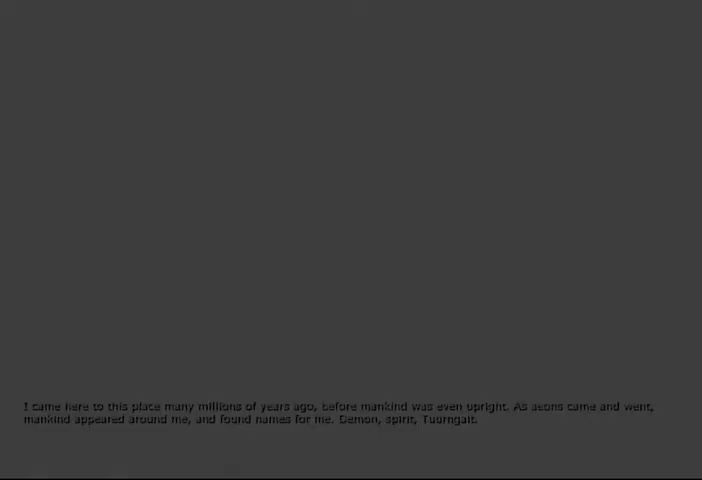 I came here to this place many millions of years ago, before mankind was even upright. As aeons came and went,
mankind appeared around me, and found names for me. Demon, spirit, Tuurngait.